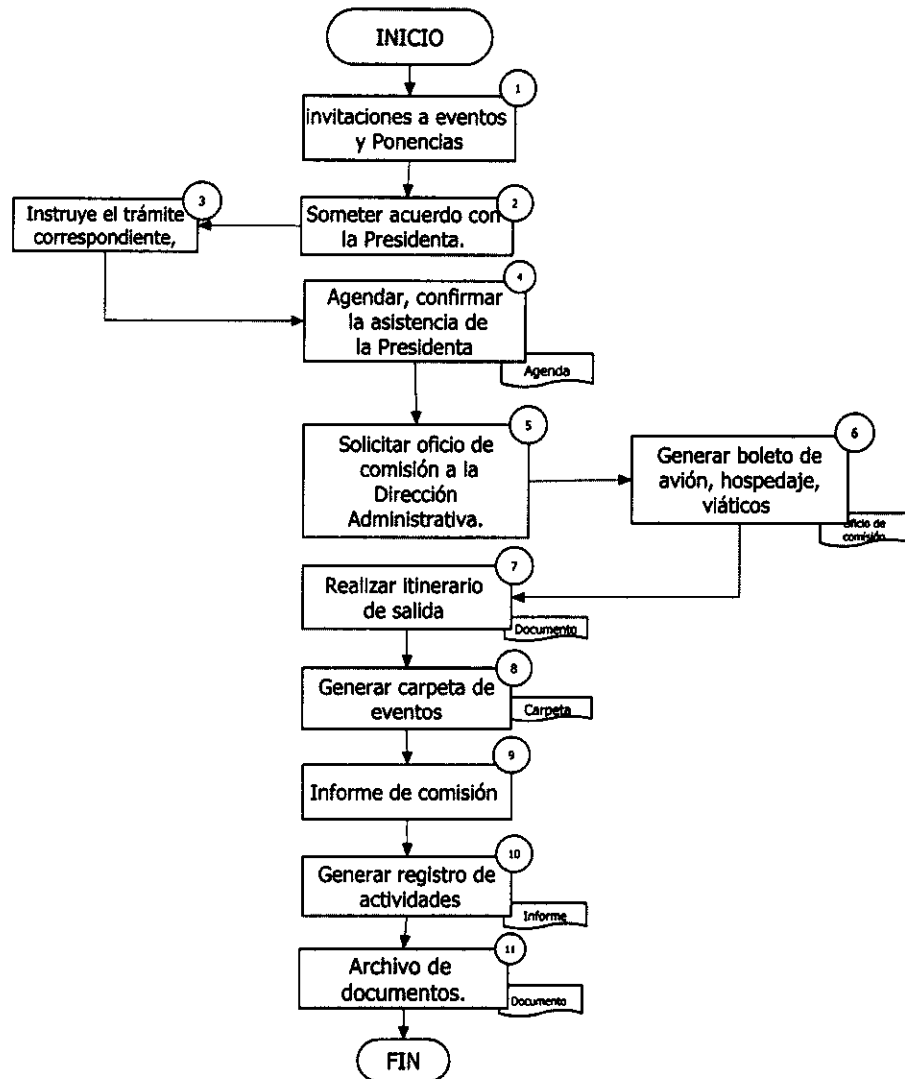 INICIO
1
invitaciones a eventos
y Ponencias
2
Someter acuerdo con
la Presidenta.
3
Instruye el trámite
correspondiente,
4
Agendar, confirmar
la asistencia de
la Presidenta
Agenda
5
Solicitar oficio de
comisión a la
Dirección
Administrativa.
6
Generar boleto de
avión, hospedaje,
viáticos
Oficio de
comisión
7
Realizar itinerario
de salida
Documento
8
Generar carpeta de
eventos
Carpeta
9
Informe de comisión
10
Generar registro de
actividades
Informe
11
Archivo de
documentos.
Documento
FIN